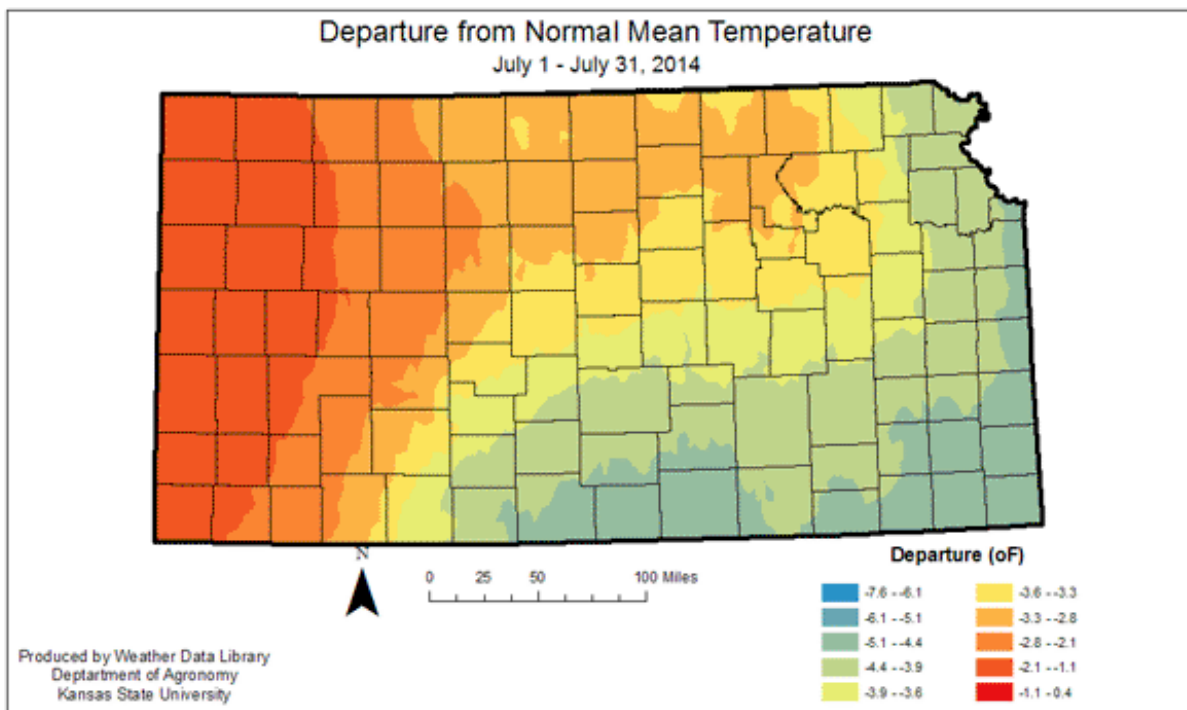 Departure from Normal Mean Temperature
July 1 - July 31, 2014
N
0 25 50 100 Miles
Departure (oF)
-7.6 - -6.1
-6.1 - -5.1
-5.1 - -4.4
-4.4 - -3.9
-3.9 - -3.6
-3.6 - -3.3
-3.3 - -2.8
-2.8 - -2.1
-2.1 - -1.1
-1.1 - 0.4
Produced by Weather Data Library
Deptartment of Agronomy
Kansas State University